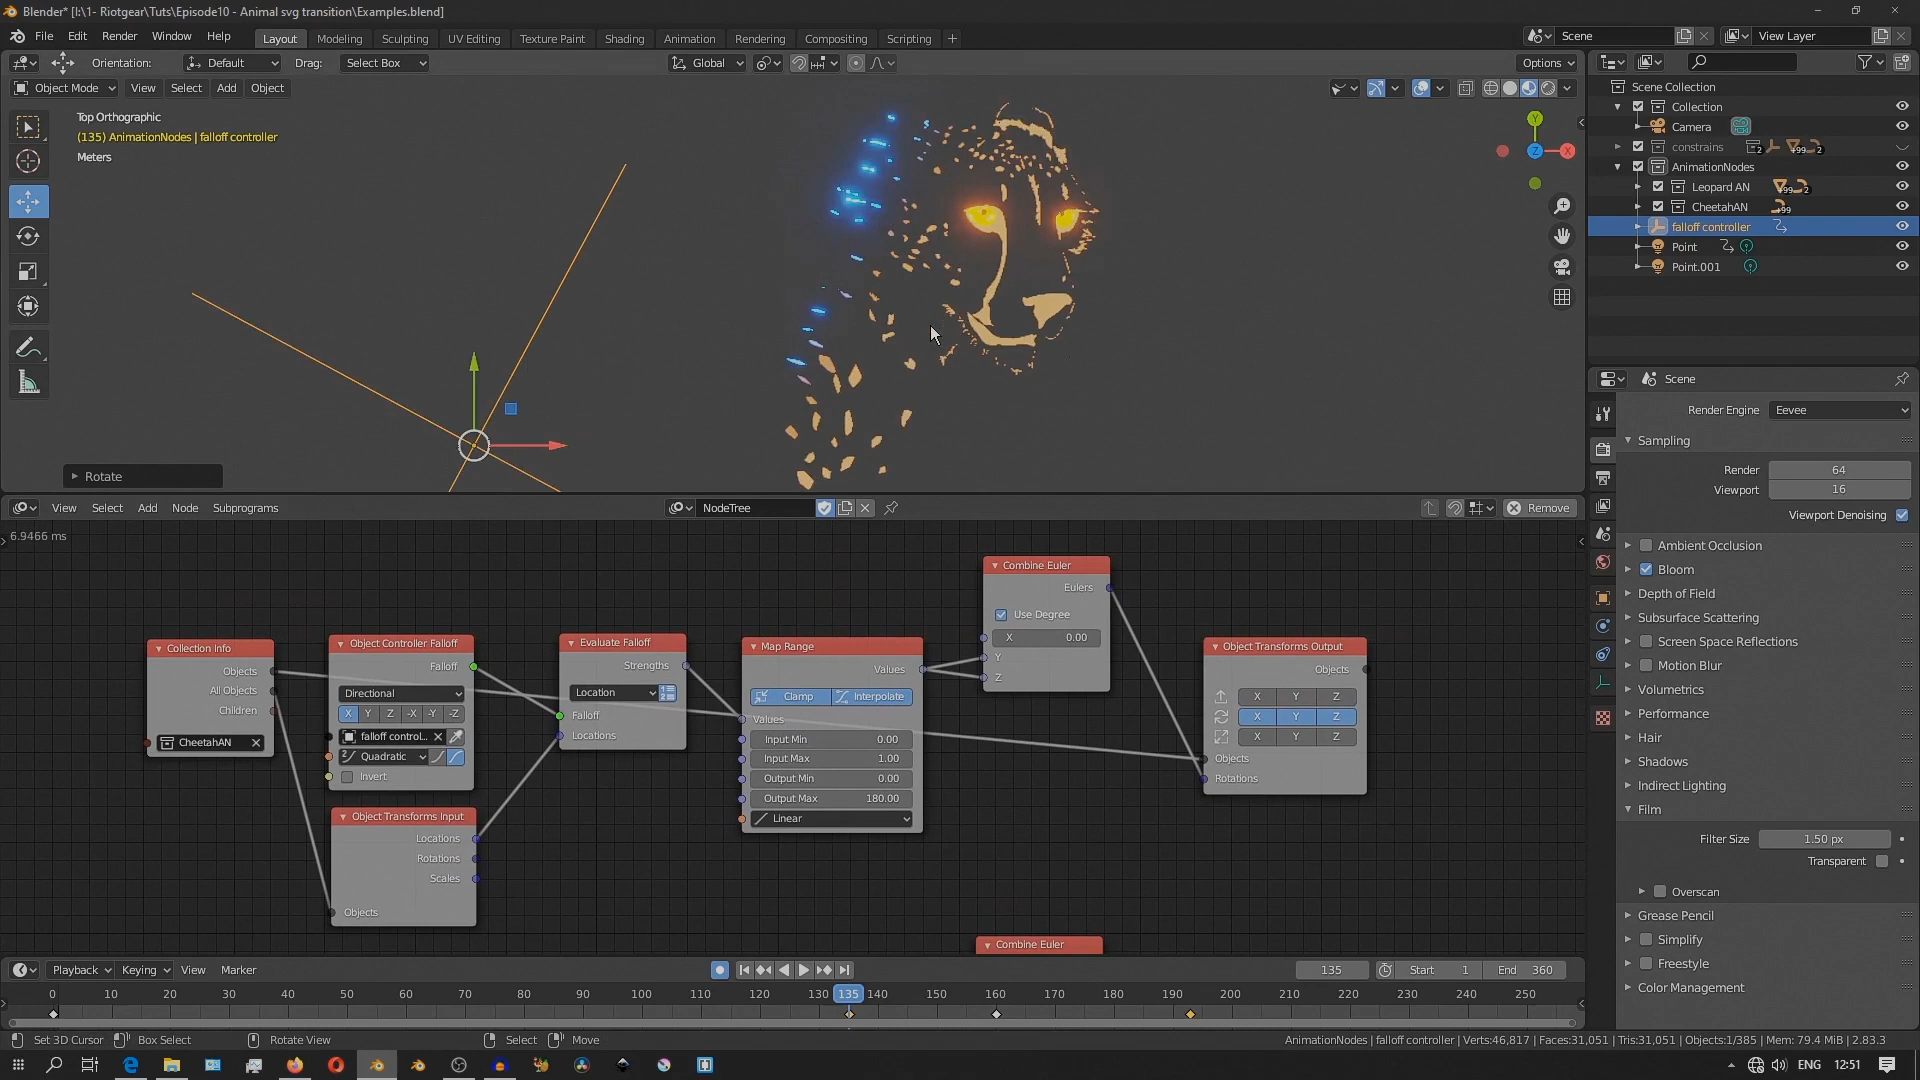 Blender* [I:\1- Riotgear\Tuts\Episode10 - Animal svg transition\Examples.blend]
File Edit Render Window Help Layout Modeling Sculpting UV Editing Texture Paint Shading Animation Rendering Compositing Scripting + Scene View Layer
Orientation: Default Drag: Select Box Global Options
Object Mode View Select Add Object
Top Orthographic
(135) AnimationNodes | falloff controller
Meters
Y
X
Z
Rotate
Scene Collection
Collection
Camera
constrains 2 +99 2
AnimationNodes
Leopard AN +99 2
CheetahAN +99
falloff controller
Point
Point.001
Scene
Render Engine Eevee
Sampling
Render 64
Viewport 16
Viewport Denoising
Ambient Occlusion
Bloom
Depth of Field
Subsurface Scattering
Screen Space Reflections
Motion Blur
Volumetrics
Performance
Hair
Shadows
Indirect Lighting
Film
Filter Size 1.50 px
Transparent
Overscan
Grease Pencil
Simplify
Freestyle
Color Management
View Select Add Node Subprograms NodeTree Remove
6.9466 ms
Collection Info
Objects
All Objects
Children
CheetahAN
Object Controller Falloff
Falloff
Directional
X Y Z -X -Y -Z
falloff control..
Quadratic
Invert
Object Transforms Input
Locations
Rotations
Scales
Objects
Evaluate Falloff
Strengths
Location
Falloff
Locations
Map Range
Values
Clamp Interpolate
Values
Input Min 0.00
Input Max 1.00
Output Min 0.00
Output Max 180.00
Linear
Combine Euler
Eulers
Use Degree
X 0.00
Y
Z
Object Transforms Output
Objects
X Y Z
X Y Z
X Y Z
Objects
Rotations
Combine Euler
Playback Keying View Marker 135 Start 1 End 360
0 10 20 30 40 50 60 70 80 90 100 110 120 130 135 140 150 160 170 180 190 200 210 220 230 240 250
Set 3D Cursor Box Select Rotate View Select Move AnimationNodes | falloff controller | Verts:46,817 | Faces:31,051 | Tris:31,051 | Objects:1/385 | Mem: 79.4 MiB | 2.83.3
ENG 12:51